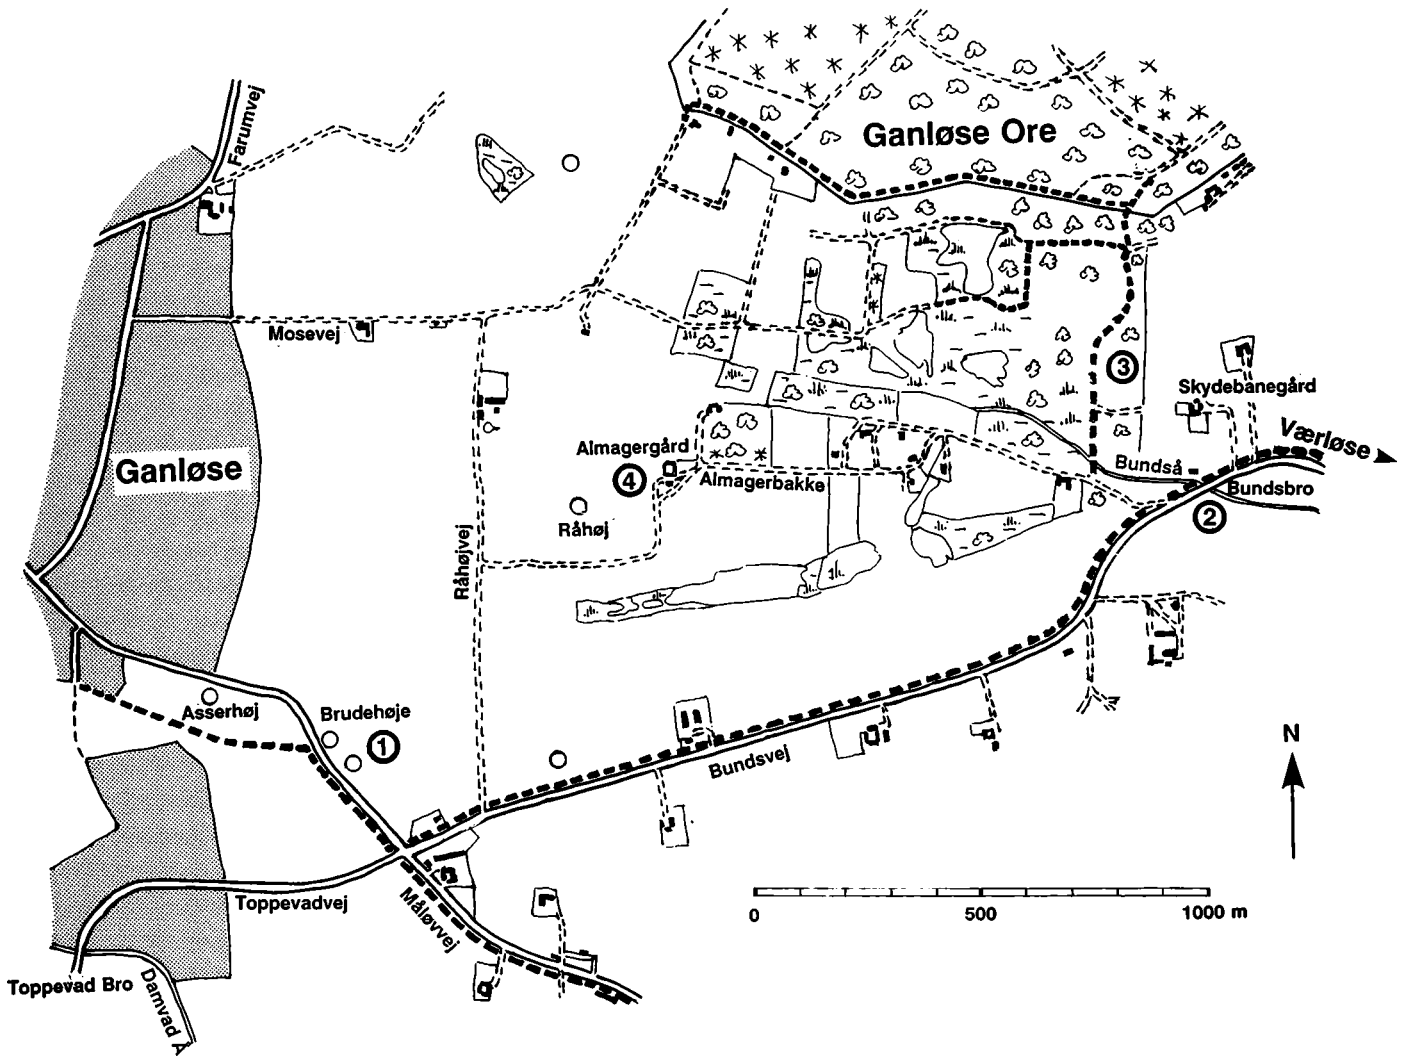 Farumvej
Ganløse Ore
Mosevej
③
Skydebanegård
Ganløse
Almagergård
④
Almagerbakke
Værløse
Bundså
Bundsbro
②
Råhøj
Råhøjvej
Asserhøj
Brudehøje
①
Bundsvej
N
Toppevadvej
Måløvvej
0 500 1000 m
Toppevad Bro
Damvad Å